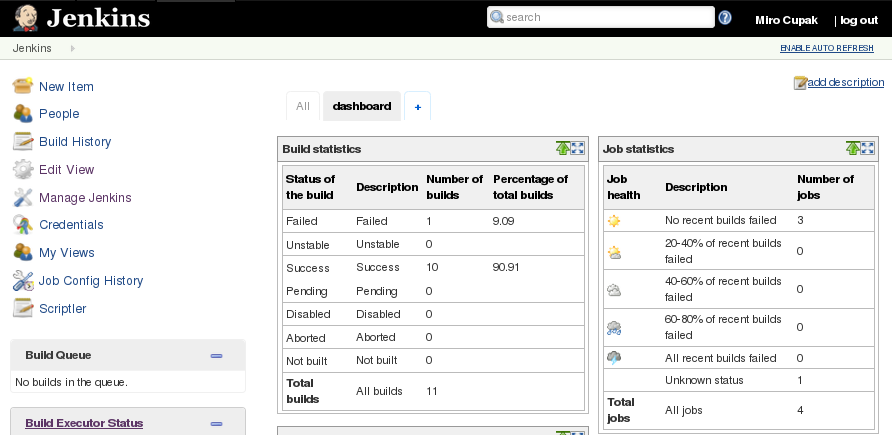 Jenkins
search
Miro Cupak | log out
Jenkins
ENABLE AUTO REFRESH
New Item
People
Build History
Edit View
Manage Jenkins
Credentials
My Views
Job Config History
Scriptler
Build Queue
No builds in the queue.
Build Executor Status
add description
All dashboard +
Build statistics
Status of the build Description Number of builds Percentage of total builds
Failed Failed 1 9.09
Unstable Unstable 0
Success Success 10 90.91
Pending Pending 0
Disabled Disabled 0
Aborted Aborted 0
Not built Not built 0
Total builds All builds 11
Job statistics
Job health Description Number of jobs
No recent builds failed 3
20-40% of recent builds failed 0
40-60% of recent builds failed 0
60-80% of recent builds failed 0
All recent builds failed 0
Unknown status 1
Total jobs All jobs 4